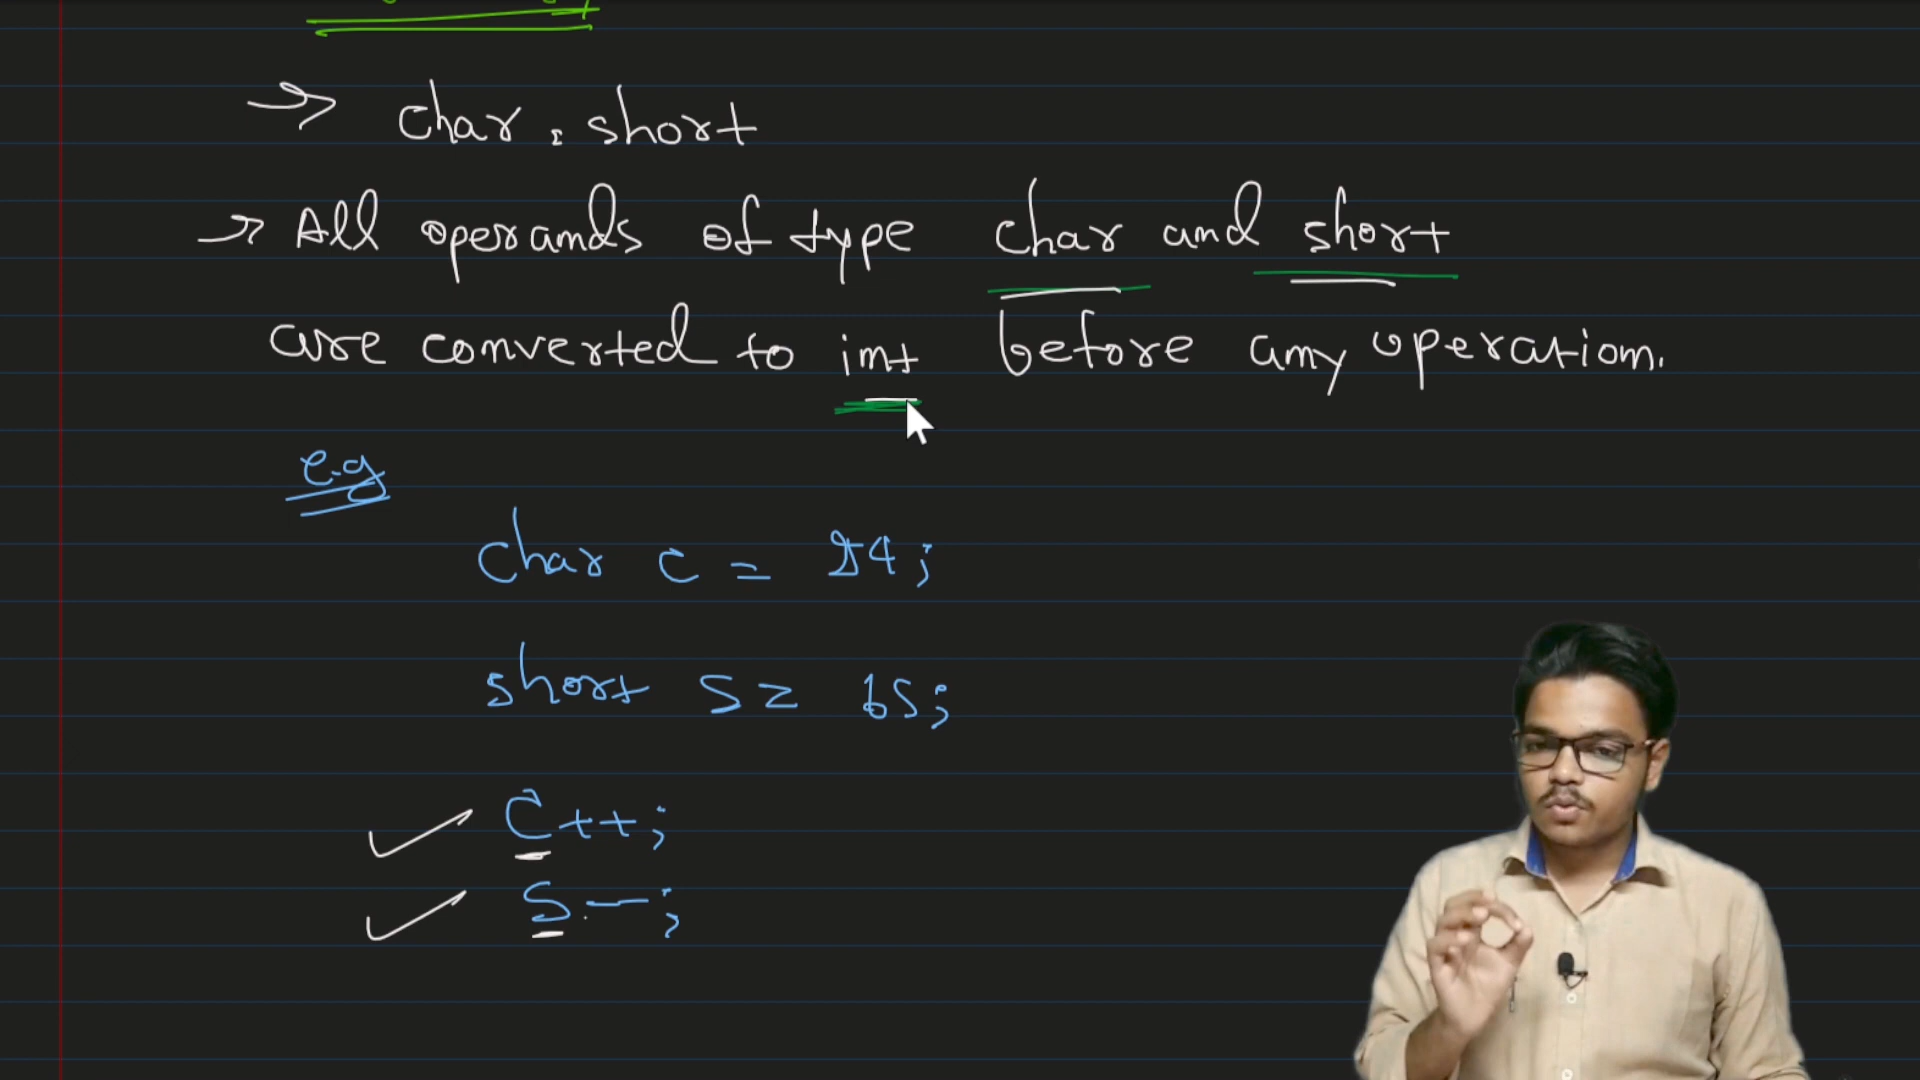 → char, short
→ All operands of type char and short
are converted to int before any operation.
e.g
char c = 54;
short s = 65;
✓ C++;
✓ S--;